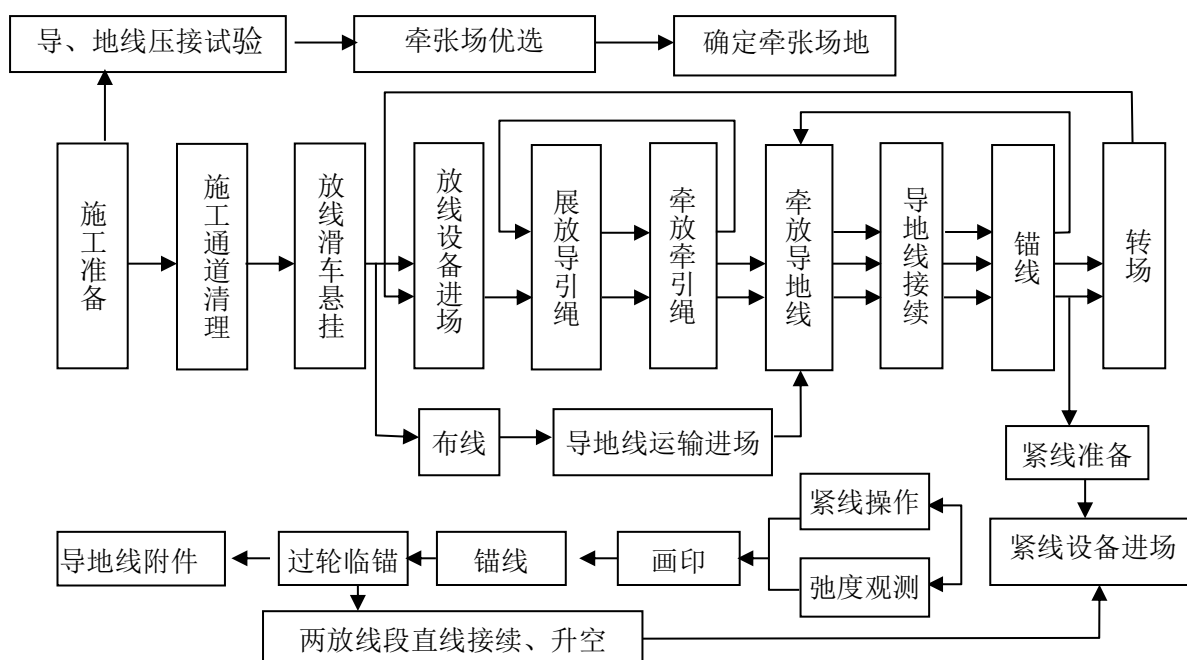 导、地线压接试验
牵张场优选
确定牵张场地
施工准备
施工通道清理
放线滑车悬挂
放线设备进场
展放导引绳
牵放牵引绳
牵放导地线
导地线接续
锚线
转场
布线
导地线运输进场
紧线准备
紧线操作
紧线设备进场
导地线附件
过轮临锚
锚线
画印
弛度观测
两放线段直线接续、升空